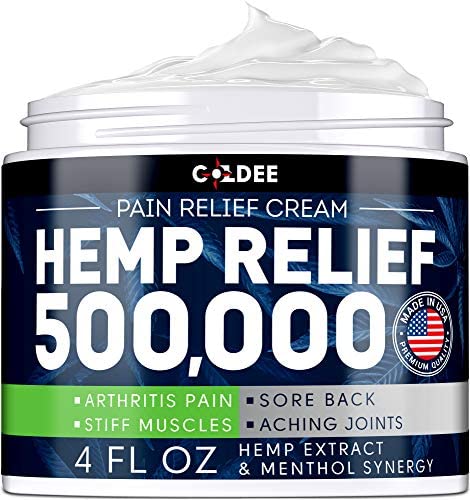 COLDEE
PAIN RELIEF CREAM
HEMP RELIEF
500,000
MADE IN USA
PREMIUM QUALITY
▪ARTHRITIS PAIN ▪SORE BACK
▪STIFF MUSCLES ▪ACHING JOINTS
4 FL OZ
HEMP EXTRACT
& MENTHOL SYNERGY